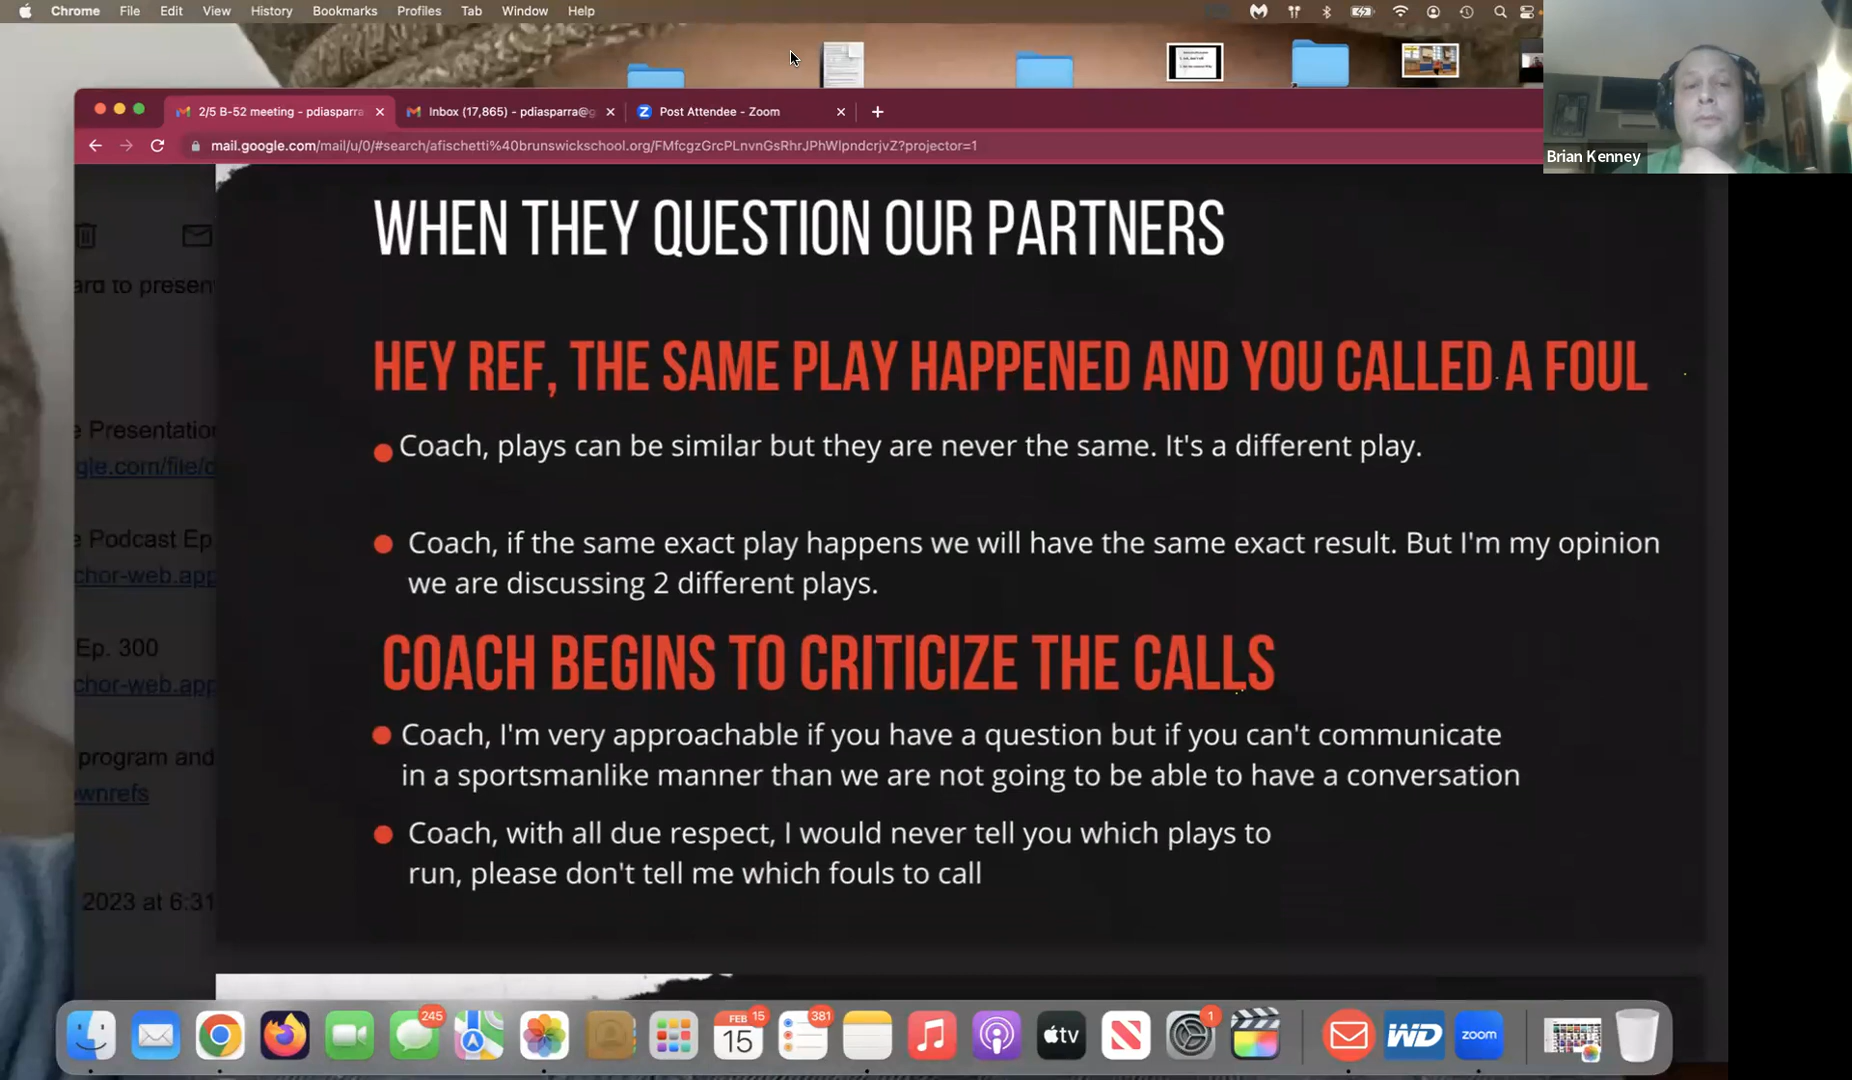 Chrome File Edit View History Bookmarks Profiles Tab Window Help
2/5 B-52 meeting - pdiasparra
Inbox (17,865) - pdiasparra@g
Post Attendee - Zoom
mail.google.com/mail/u/0/#search/afischetti%40brunswickschool.org/FMfcgzGrcPLnvnGsRhrJPhWlpndcrjvZ?projector=1
Brian Kenney
WHEN THEY QUESTION OUR PARTNERS
ard to presen
HEY REF, THE SAME PLAY HAPPENED AND YOU CALLED A FOUL
e Presentation
gle.com/file/d
Coach, plays can be similar but they are never the same. It's a different play.
e Podcast Ep
chor-web.app
Coach, if the same exact play happens we will have the same exact result. But I'm my opinion
we are discussing 2 different plays.
Ep. 300
chor-web.app
COACH BEGINS TO CRITICIZE THE CALLS
program and
wnrefs
Coach, I'm very approachable if you have a question but if you can't communicate
in a sportsmanlike manner than we are not going to be able to have a conversation
Coach, with all due respect, I would never tell you which plays to
run, please don't tell me which fouls to call
2023 at 6:31
245
FEB
15
15
381
tv
1
WD
zoom